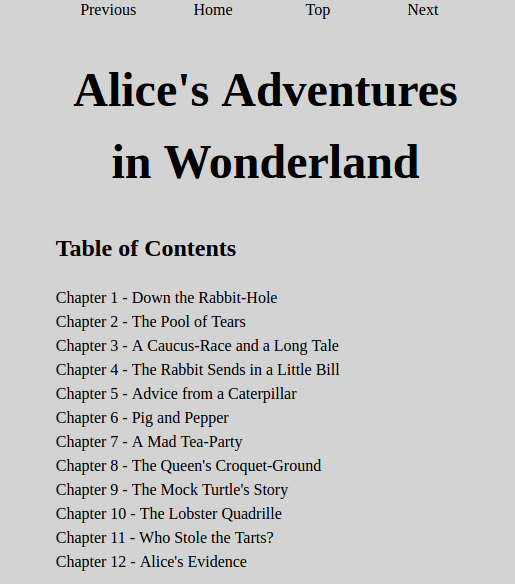 Previous Home Top Next
Alice's Adventures
in Wonderland
Table of Contents
Chapter 1 - Down the Rabbit-Hole
Chapter 2 - The Pool of Tears
Chapter 3 - A Caucus-Race and a Long Tale
Chapter 4 - The Rabbit Sends in a Little Bill
Chapter 5 - Advice from a Caterpillar
Chapter 6 - Pig and Pepper
Chapter 7 - A Mad Tea-Party
Chapter 8 - The Queen's Croquet-Ground
Chapter 9 - The Mock Turtle's Story
Chapter 10 - The Lobster Quadrille
Chapter 11 - Who Stole the Tarts?
Chapter 12 - Alice's Evidence